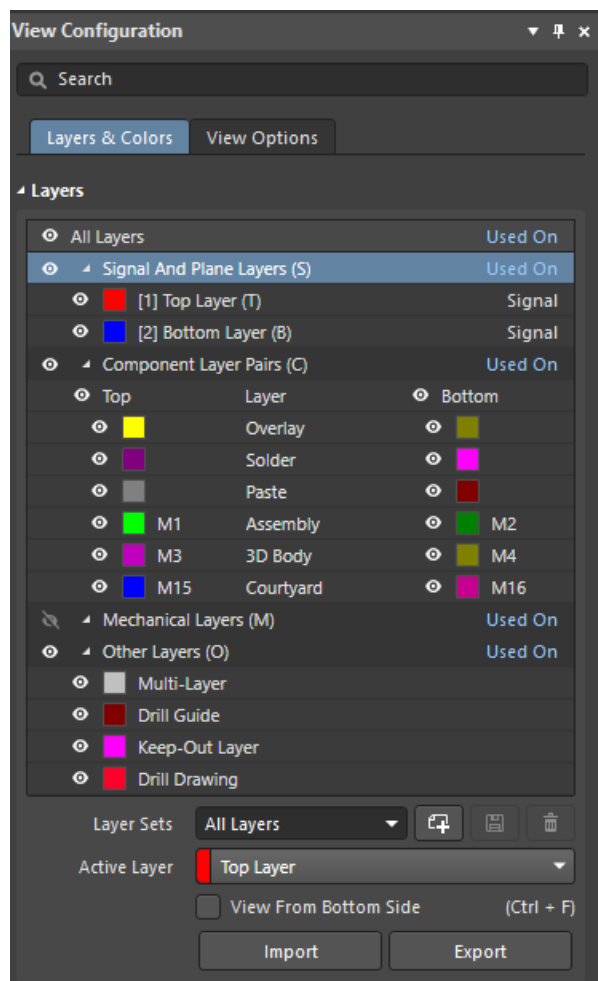 View Configuration
Search
Layers & Colors View Options
Layers
All Layers Used On
Signal And Plane Layers (S) Used On
[1] Top Layer (T) Signal
[2] Bottom Layer (B) Signal
Component Layer Pairs (C) Used On
Top Layer Bottom
Overlay
Solder
Paste
M1 Assembly M2
M3 3D Body M4
M15 Courtyard M16
Mechanical Layers (M) Used On
Other Layers (O) Used On
Multi-Layer
Drill Guide
Keep-Out Layer
Drill Drawing
Layer Sets All Layers
Active Layer Top Layer
View From Bottom Side (Ctrl + F)
Import Export